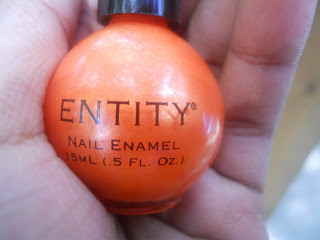 ENTITY®
NAIL ENAMEL
15ML (.5 FL. OZ.)